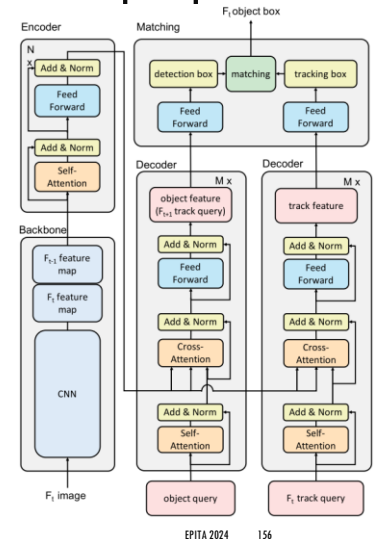 F_t object box
Encoder
Matching
N
x
Add & Norm
Feed
Forward
Add & Norm
Self-
Attention
detection box
matching
tracking box
Feed
Forward
Feed
Forward
Backbone
F_t-1 feature
map
F_t feature
map
CNN
F_t image
Decoder
M x
object feature
(F_t+1 track query)
Add & Norm
Feed
Forward
Add & Norm
Cross-
Attention
Add & Norm
Self-
Attention
object query
Decoder
M x
track feature
Add & Norm
Feed
Forward
Add & Norm
Cross-
Attention
Add & Norm
Self-
Attention
F_t track query
EPITA 2024 156